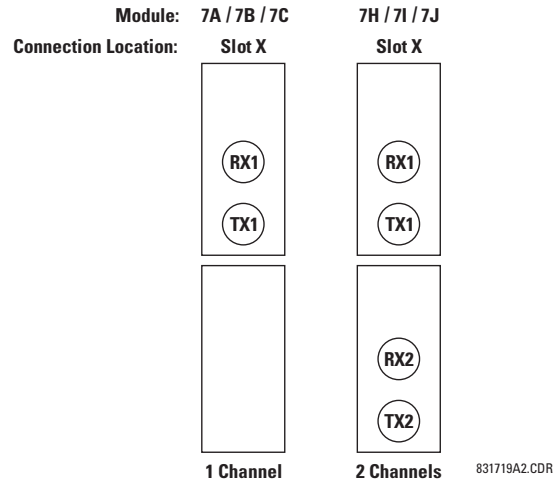 Module: 7A / 7B / 7C 7H / 7I / 7J
Connection Location: Slot X Slot X
RX1 RX1
TX1 TX1
RX2
TX2
1 Channel 2 Channels 831719A2.CDR